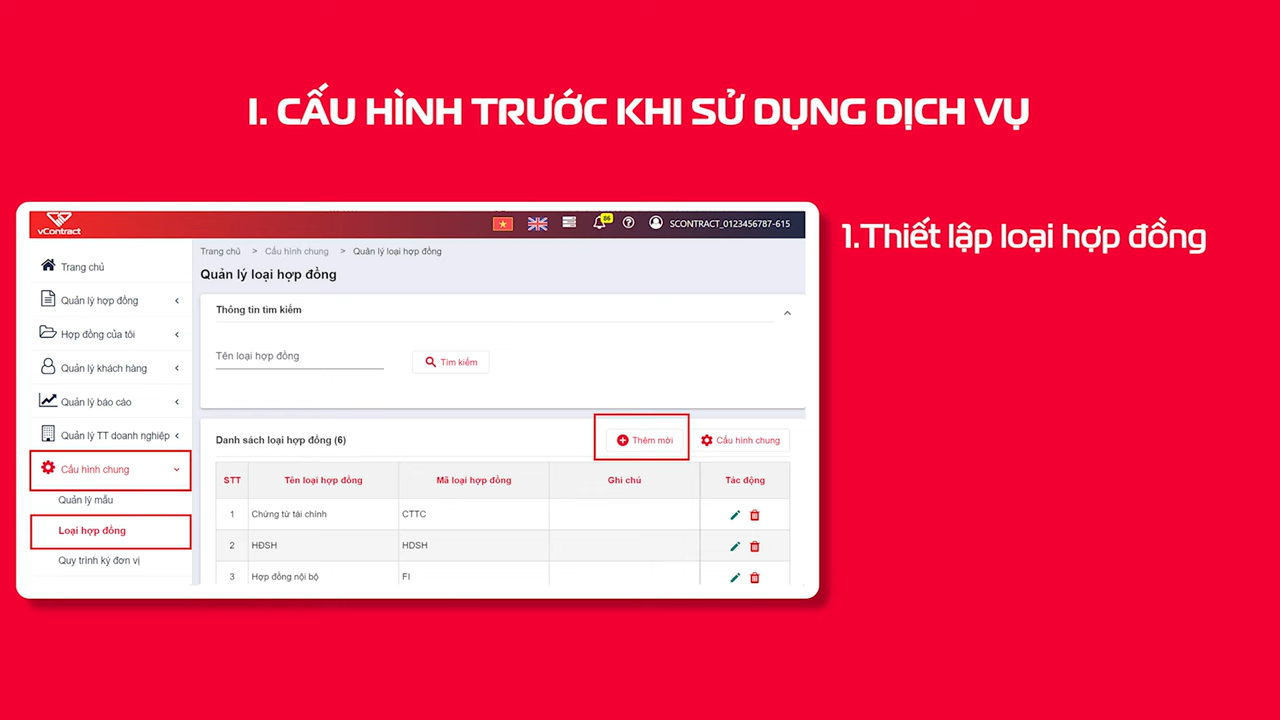 I. CẤU HÌNH TRƯỚC KHI SỬ DỤNG DỊCH VỤ
1.Thiết lập loại hợp đồng
vContract
86
SCONTRACT_0123456787-615
Trang chủ > Cấu hình chung > Quản lý loại hợp đồng
Quản lý loại hợp đồng
Trang chủ
Quản lý hợp đồng
Hợp đồng của tôi
Quản lý khách hàng
Quản lý báo cáo
Quản lý TT doanh nghiệp
Cấu hình chung
Quản lý mẫu
Loại hợp đồng
Quy trình ký đơn vị
Thông tin tìm kiếm
Tên loại hợp đồng
Tìm kiếm
Danh sách loại hợp đồng (6)
Thêm mới
Cấu hình chung
STT Tên loại hợp đồng Mã loại hợp đồng Ghi chú Tác động
1 Chứng từ tài chính CTTC
2 HĐSH HDSH
3 Hợp đồng nội bộ FI